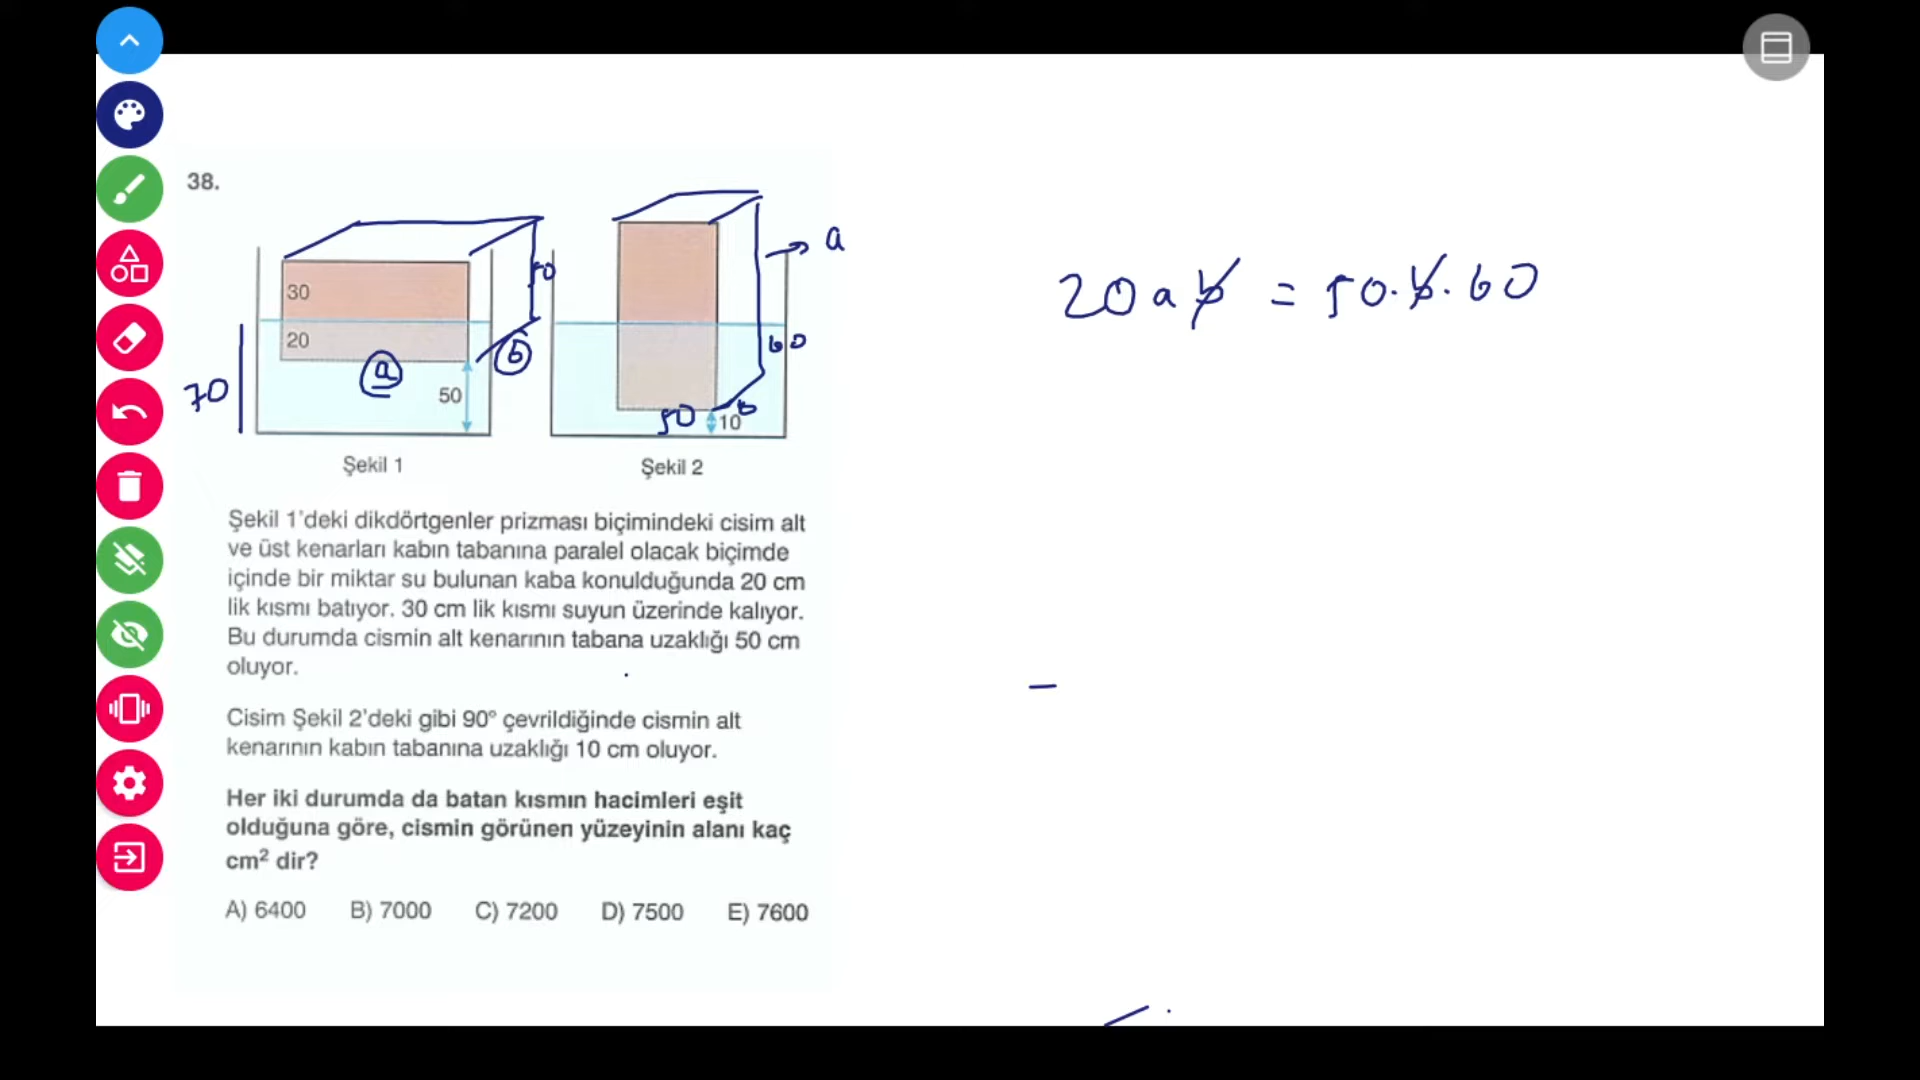 38.
a
50
30
20
a
b
60
70
50
50
b
10
Şekil 1
Şekil 2
20 a b = 50 . b . 60
Şekil 1'deki dikdörtgenler prizması biçimindeki cisim alt
ve üst kenarları kabın tabanına paralel olacak biçimde
içinde bir miktar su bulunan kaba konulduğunda 20 cm
lik kısmı batıyor. 30 cm lik kısmı suyun üzerinde kalıyor.
Bu durumda cismin alt kenarının tabana uzaklığı 50 cm
oluyor.
Cisim Şekil 2'deki gibi 90° çevrildiğinde cismin alt
kenarının kabın tabanına uzaklığı 10 cm oluyor.
Her iki durumda da batan kısmın hacimleri eşit
olduğuna göre, cismin görünen yüzeyinin alanı kaç
cm² dir?
A) 6400 B) 7000 C) 7200 D) 7500 E) 7600